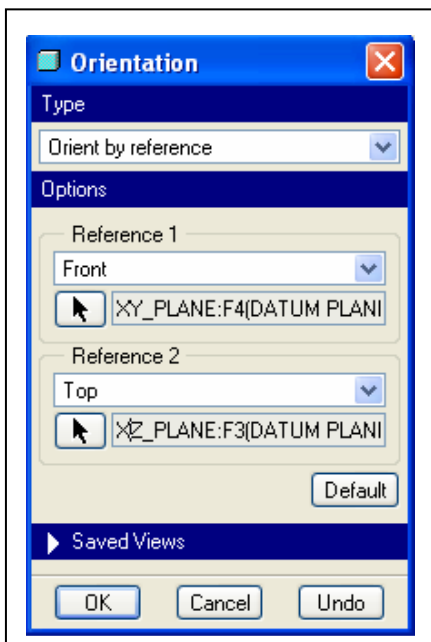 Orientation
Type
Orient by reference
Options
Reference 1
Front
XY_PLANE:F4(DATUM PLANI
Reference 2
Top
XZ_PLANE:F3(DATUM PLANI
Default
Saved Views
OK Cancel Undo